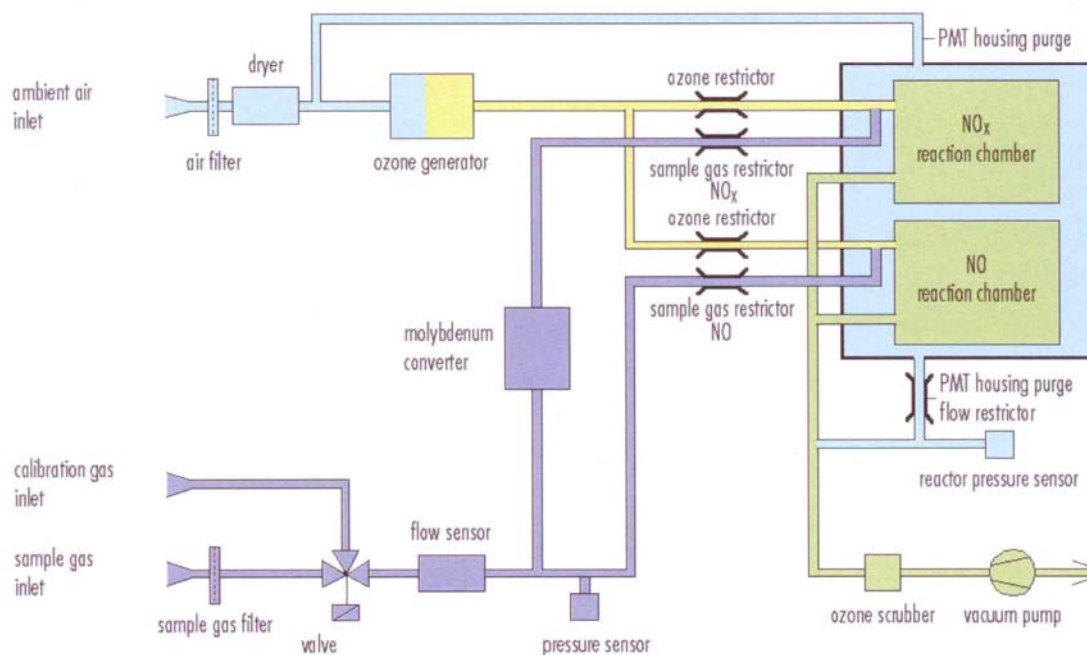 PMT housing purge
dryer
ambient air
inlet
ozone restrictor
NOx
reaction chamber
air filter
ozone generator
sample gas restrictor
NOx
ozone restrictor
NO
reaction chamber
sample gas restrictor
NO
molybdenum
converter
PMT housing purge
flow restrictor
calibration gas
inlet
reactor pressure sensor
flow sensor
sample gas
inlet
sample gas filter
valve
pressure sensor
ozone scrubber
vacuum pump